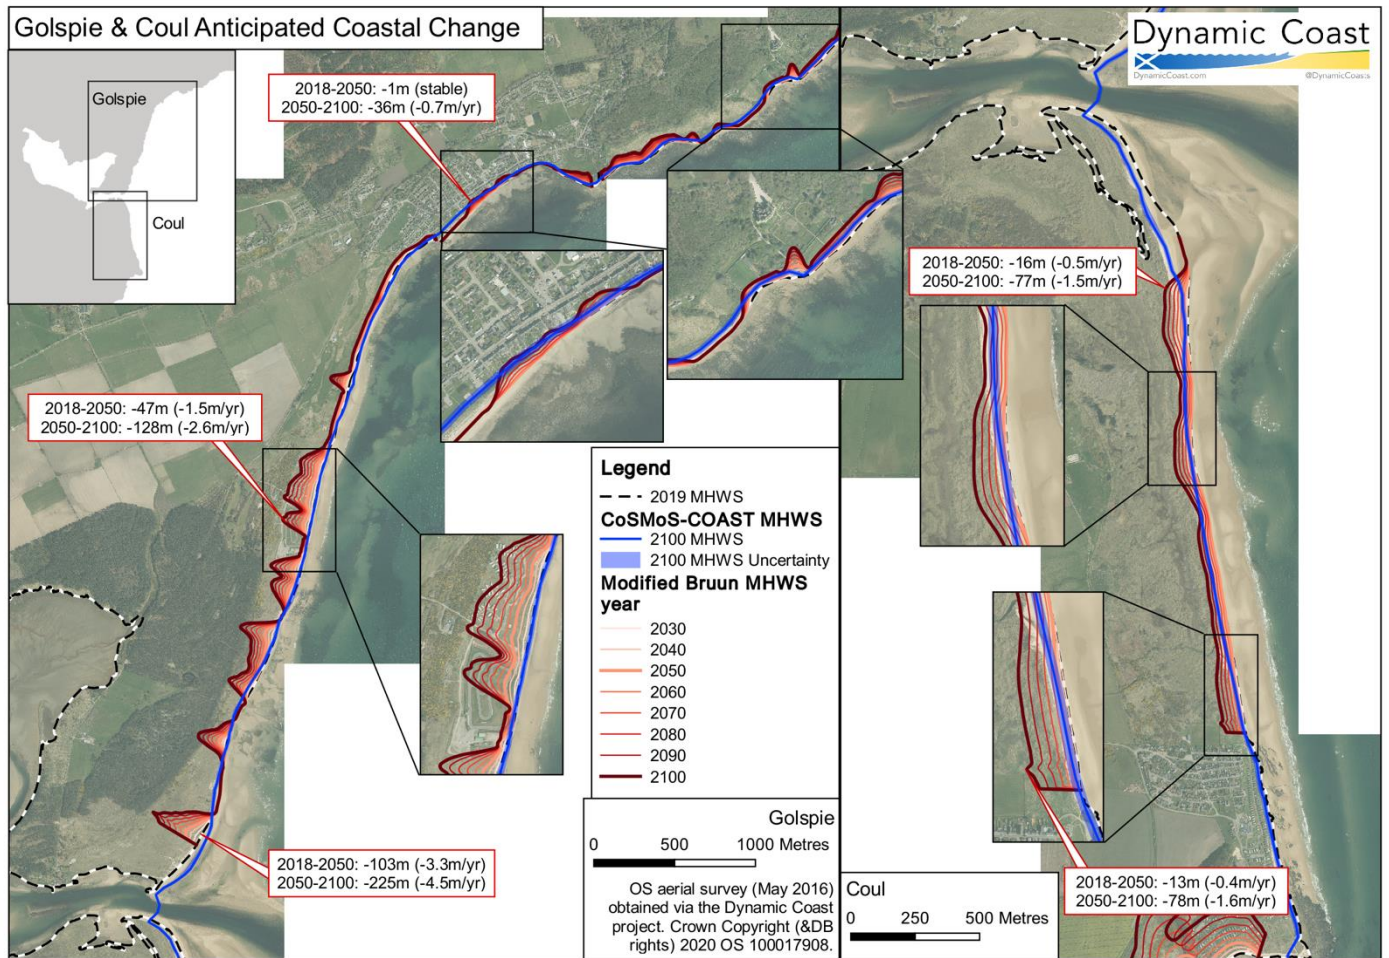 Golspie & Coul Anticipated Coastal Change
Dynamic Coast
DynamicCoast.com
@DynamicCoasts
Golspie
Coul
2018-2050: -1m (stable)
2050-2100: -36m (-0.7m/yr)
2018-2050: -16m (-0.5m/yr)
2050-2100: -77m (-1.5m/yr)
2018-2050: -47m (-1.5m/yr)
2050-2100: -128m (-2.6m/yr)
Legend
2019 MHWS
CoSMoS-COAST MHWS
2100 MHWS
2100 MHWS Uncertainty
Modified Bruun MHWS
year
2030
2040
2050
2060
2070
2080
2090
2100
2018-2050: -103m (-3.3m/yr)
2050-2100: -225m (-4.5m/yr)
Golspie
0 500 1000 Metres
OS aerial survey (May 2016)
obtained via the Dynamic Coast
project. Crown Copyright (&DB
rights) 2020 OS 100017908.
Coul
0 250 500 Metres
2018-2050: -13m (-0.4m/yr)
2050-2100: -78m (-1.6m/yr)